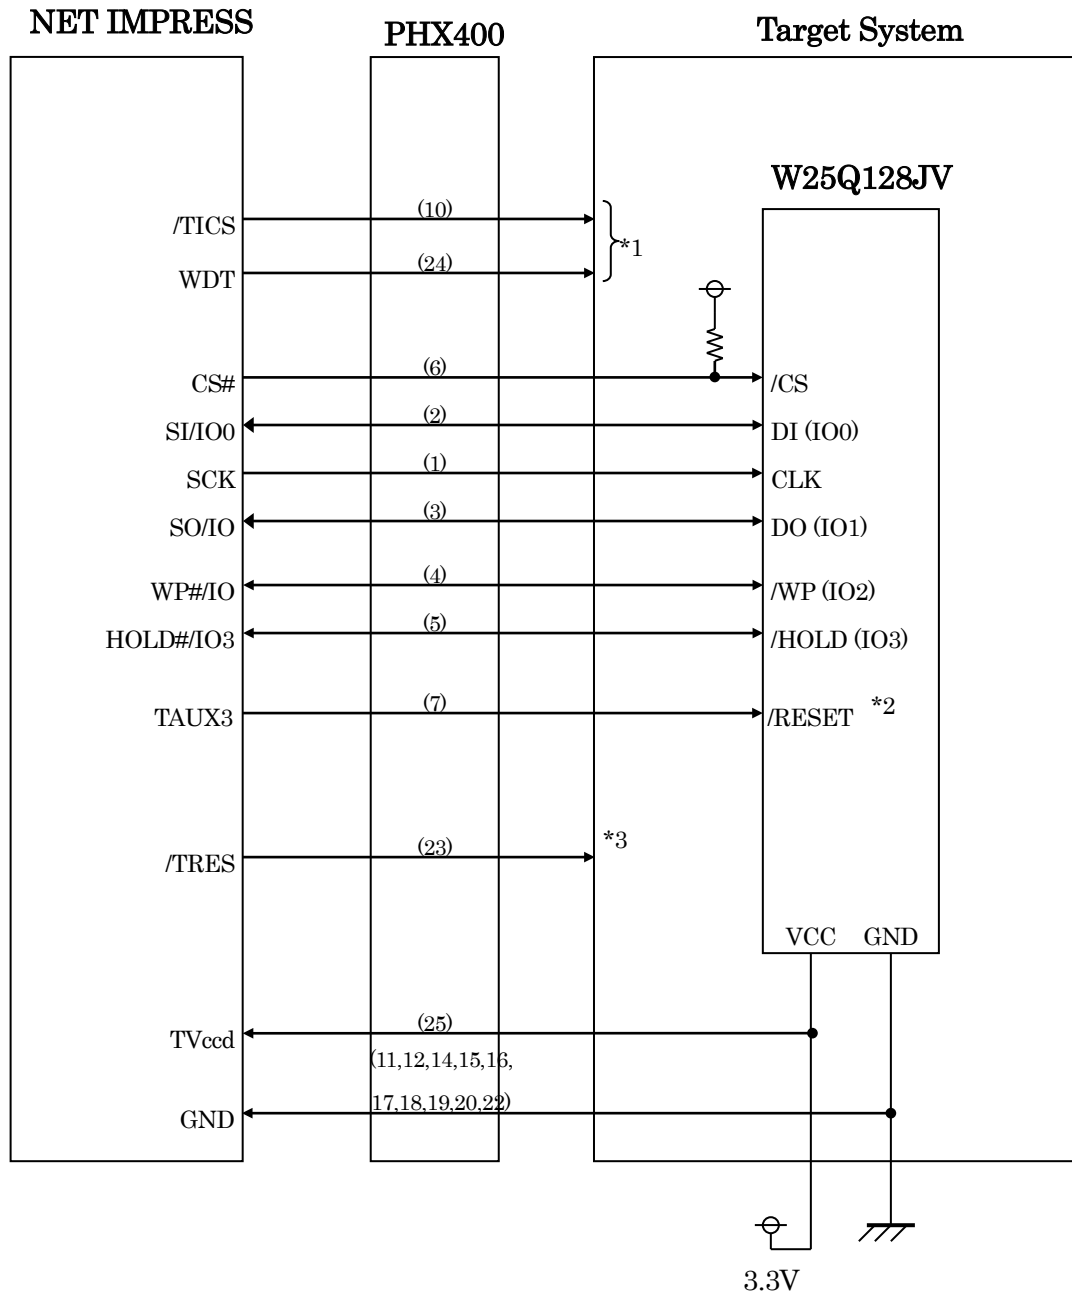 NET IMPRESS
PHX400
Target System
W25Q128JV
/TICS (10)
*1
WDT (24)
CS# (6) /CS
SI/IO0 (2) DI (IO0)
SCK (1) CLK
SO/IO (3) DO (IO1)
WP#/IO (4) /WP (IO2)
HOLD#/IO3 (5) /HOLD (IO3)
TAUX3 (7) /RESET *2
/TRES (23) *3
VCC GND
TVccd (25)
(11,12,14,15,16,
17,18,19,20,22)
GND
3.3V